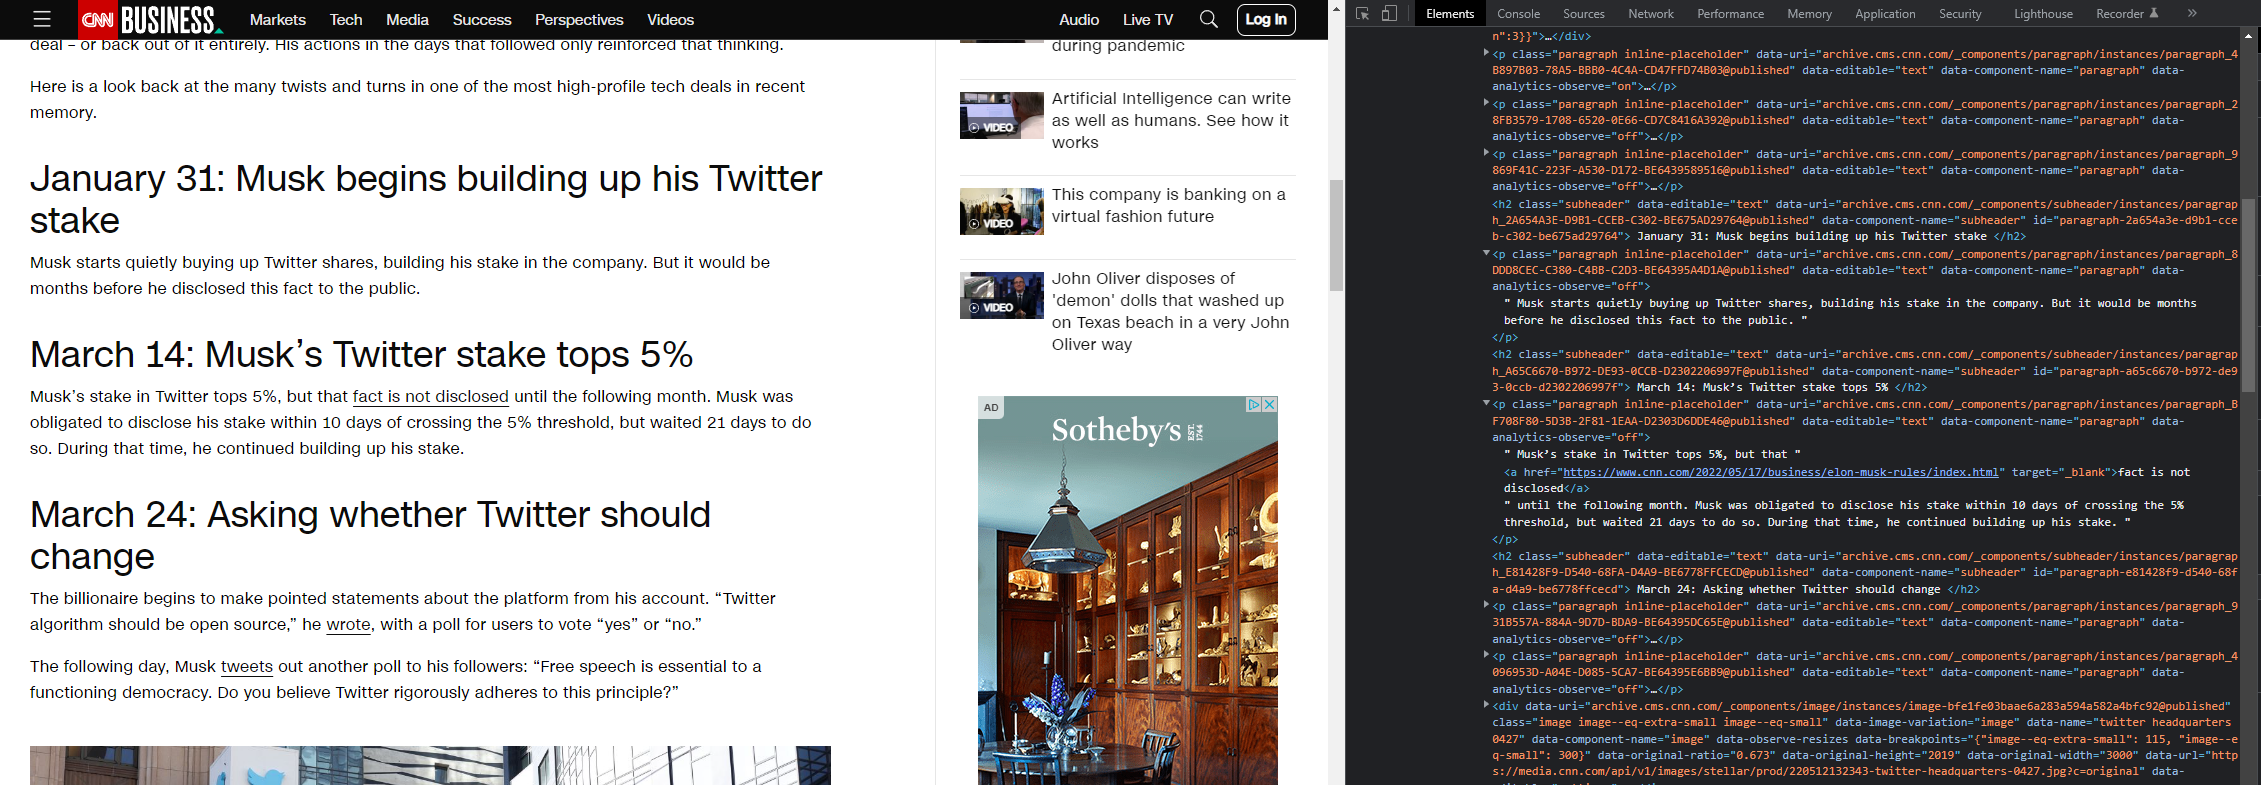 CNN BUSINESS
Markets Tech Media Success Perspectives Videos
Audio Live TV Log In
deal – or back out of it entirely. His actions in the days that followed only reinforced that thinking.
Here is a look back at the many twists and turns in one of the most high-profile tech deals in recent
memory.
January 31: Musk begins building up his Twitter
stake
Musk starts quietly buying up Twitter shares, building his stake in the company. But it would be
months before he disclosed this fact to the public.
March 14: Musk’s Twitter stake tops 5%
Musk’s stake in Twitter tops 5%, but that fact is not disclosed until the following month. Musk was
obligated to disclose his stake within 10 days of crossing the 5% threshold, but waited 21 days to do
so. During that time, he continued building up his stake.
March 24: Asking whether Twitter should
change
The billionaire begins to make pointed statements about the platform from his account. “Twitter
algorithm should be open source,” he wrote, with a poll for users to vote “yes” or “no.”
The following day, Musk tweets out another poll to his followers: “Free speech is essential to a
functioning democracy. Do you believe Twitter rigorously adheres to this principle?”
during pandemic
VIDEO
Artificial Intelligence can write
as well as humans. See how it
works
VIDEO
This company is banking on a
virtual fashion future
VIDEO
John Oliver disposes of
'demon' dolls that washed up
on Texas beach in a very John
Oliver way
AD
Sotheby's EST. 1744
Elements Console Sources Network Performance Memory Application Security Lighthouse Recorder
n":3}}">…</div>
<p class="paragraph inline-placeholder" data-uri="archive.cms.cnn.com/_components/paragraph/instances/paragraph_4
B897B03-78A5-BBB0-4C4A-CD47FFD74B03@published" data-editable="text" data-component-name="paragraph" data-
analytics-observe="on">…</p>
<p class="paragraph inline-placeholder" data-uri="archive.cms.cnn.com/_components/paragraph/instances/paragraph_2
8FB3579-1708-6520-0E66-CD7C8416A392@published" data-editable="text" data-component-name="paragraph" data-
analytics-observe="off">…</p>
<p class="paragraph inline-placeholder" data-uri="archive.cms.cnn.com/_components/paragraph/instances/paragraph_9
869F41C-223F-A530-D172-BE6439589516@published" data-editable="text" data-component-name="paragraph" data-
analytics-observe="off">…</p>
<h2 class="subheader" data-editable="text" data-uri="archive.cms.cnn.com/_components/subheader/instances/paragrap
h_2A654A3E-D9B1-CCEB-C302-BE675AD29764@published" data-component-name="subheader" id="paragraph-2a654a3e-d9b1-cce
b-c302-be675ad29764"> January 31: Musk begins building up his Twitter stake </h2>
<p class="paragraph inline-placeholder" data-uri="archive.cms.cnn.com/_components/paragraph/instances/paragraph_8
DDD8CEC-C380-C4BB-C2D3-BE64395A4D1A@published" data-editable="text" data-component-name="paragraph" data-
analytics-observe="off">
" Musk starts quietly buying up Twitter shares, building his stake in the company. But it would be months
before he disclosed this fact to the public. "
</p>
<h2 class="subheader" data-editable="text" data-uri="archive.cms.cnn.com/_components/subheader/instances/paragrap
h_A65C6670-B972-DE93-0CCB-D2302206997F@published" data-component-name="subheader" id="paragraph-a65c6670-b972-de9
3-0ccb-d2302206997f"> March 14: Musk’s Twitter stake tops 5% </h2>
<p class="paragraph inline-placeholder" data-uri="archive.cms.cnn.com/_components/paragraph/instances/paragraph_B
F708F80-5D3B-2F81-1EAA-D2303D6DDE46@published" data-editable="text" data-component-name="paragraph" data-
analytics-observe="off">
" Musk’s stake in Twitter tops 5%, but that "
<a href="https://www.cnn.com/2022/05/17/business/elon-musk-rules/index.html" target="_blank">fact is not
disclosed</a>
" until the following month. Musk was obligated to disclose his stake within 10 days of crossing the 5%
threshold, but waited 21 days to do so. During that time, he continued building up his stake. "
</p>
<h2 class="subheader" data-editable="text" data-uri="archive.cms.cnn.com/_components/subheader/instances/paragrap
h_E81428F9-D540-68FA-D4A9-BE6778FFCECD@published" data-component-name="subheader" id="paragraph-e81428f9-d540-68f
a-d4a9-be6778ffcecd"> March 24: Asking whether Twitter should change </h2>
<p class="paragraph inline-placeholder" data-uri="archive.cms.cnn.com/_components/paragraph/instances/paragraph_9
31B557A-884A-9D7D-BDA9-BE64395DC65E@published" data-editable="text" data-component-name="paragraph" data-
analytics-observe="off">…</p>
<p class="paragraph inline-placeholder" data-uri="archive.cms.cnn.com/_components/paragraph/instances/paragraph_4
096953D-A04E-D085-5CA7-BE64395E6BB9@published" data-editable="text" data-component-name="paragraph" data-
analytics-observe="off">…</p>
<div data-uri="archive.cms.cnn.com/_components/image/instances/image-bfe1fe03baae6a283a594a582a4bfc92@published"
class="image image--eq-extra-small image--eq-small" data-image-variation="image" data-name="twitter headquarters
0427" data-component-name="image" data-observe-resizes data-breakpoints="{"image--eq-extra-small": 115, "image--e
q-small": 300}" data-original-ratio="0.673" data-original-height="2019" data-original-width="3000" data-url="http
s://media.cnn.com/api/v1/images/stellar/prod/220512132343-twitter-headquarters-0427.jpg?c=original" data-